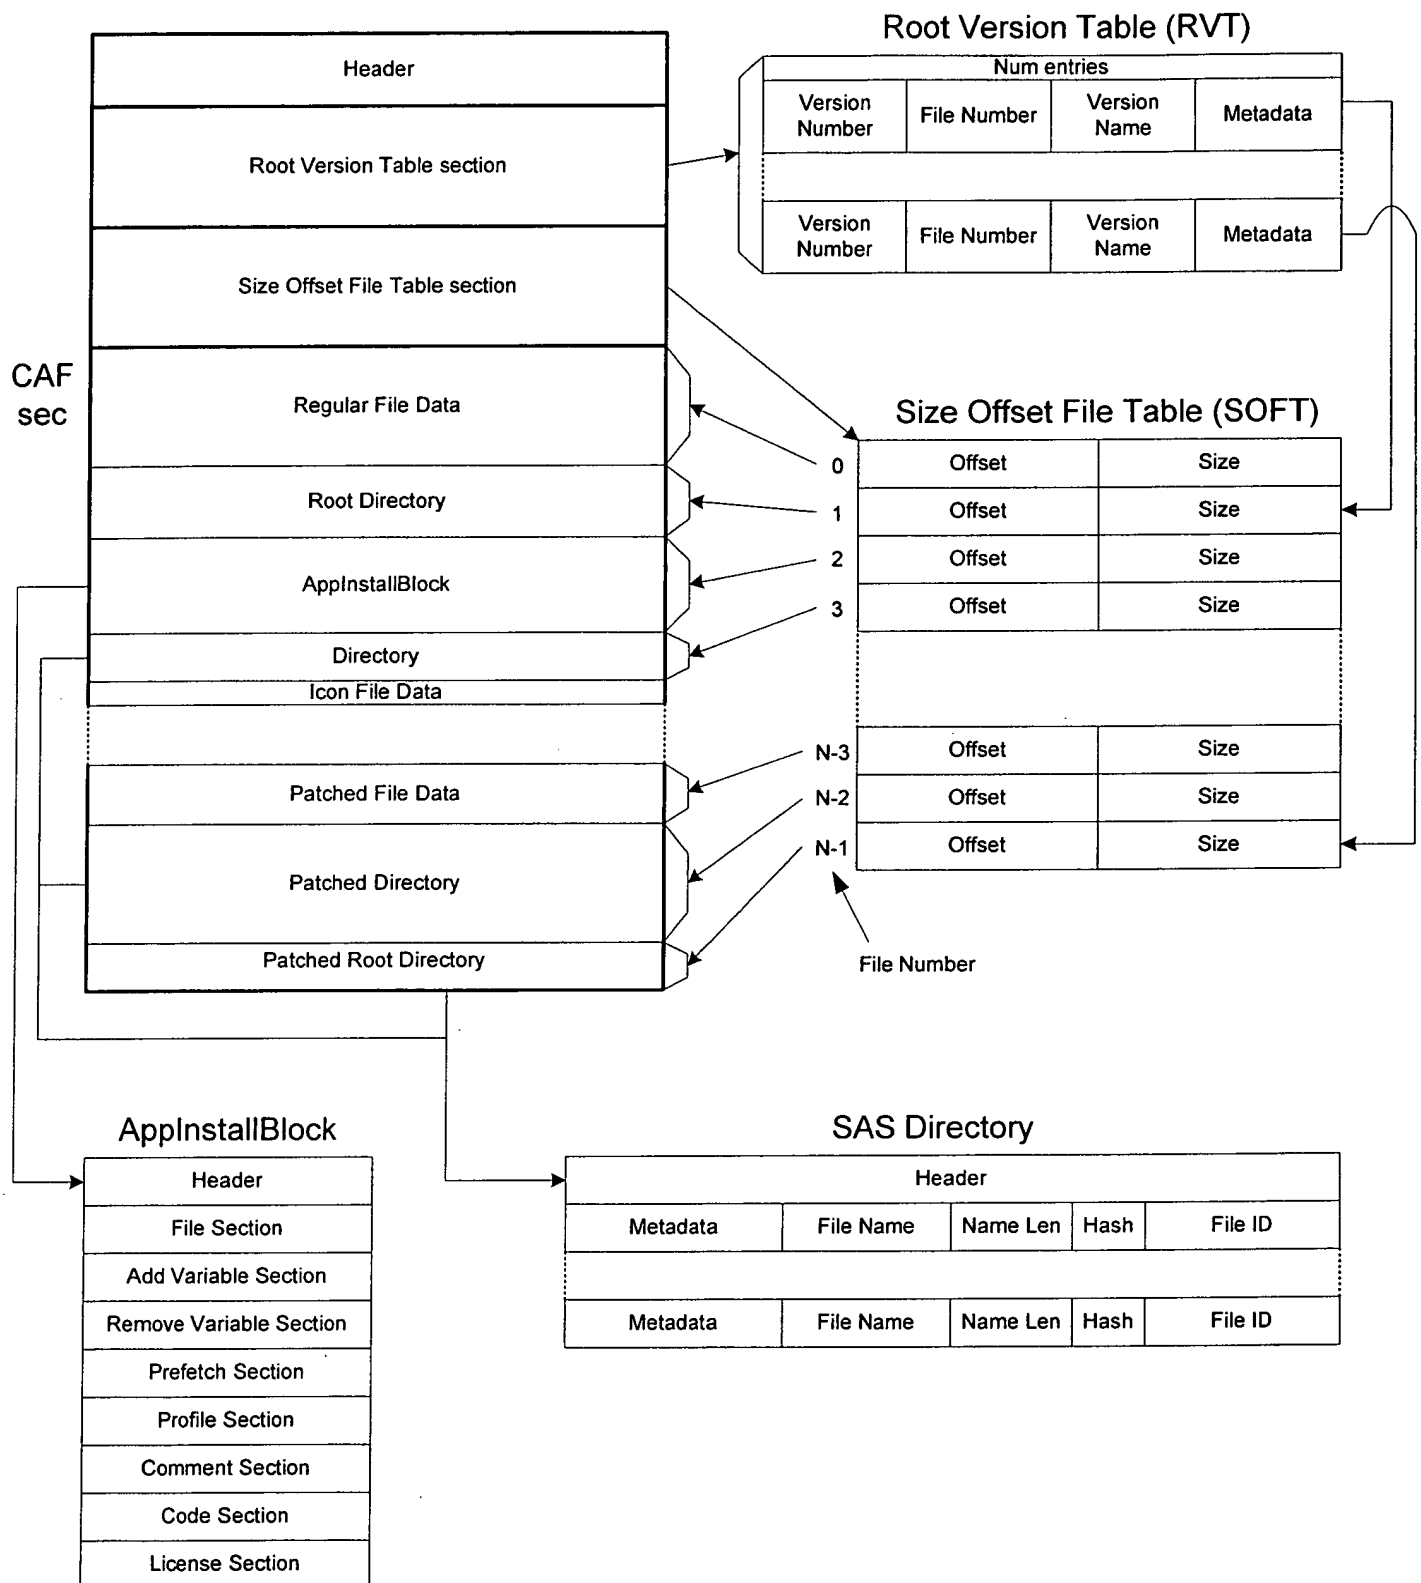 Root Version Table (RVT)
Header
Root Version Table section
Size Offset File Table section
CAF
sec
Regular File Data
Root Directory
AppInstallBlock
Directory
Icon File Data
Patched File Data
Patched Directory
Patched Root Directory
Num entries
Version
Number
File Number
Version
Name
Metadata
Version
Number
File Number
Version
Name
Metadata
Size Offset File Table (SOFT)
0 Offset Size
1 Offset Size
2 Offset Size
3 Offset Size
N-3 Offset Size
N-2 Offset Size
N-1 Offset Size
File Number
AppInstallBlock
Header
File Section
Add Variable Section
Remove Variable Section
Prefetch Section
Profile Section
Comment Section
Code Section
License Section
SAS Directory
Header
Metadata File Name Name Len Hash File ID
Metadata File Name Name Len Hash File ID